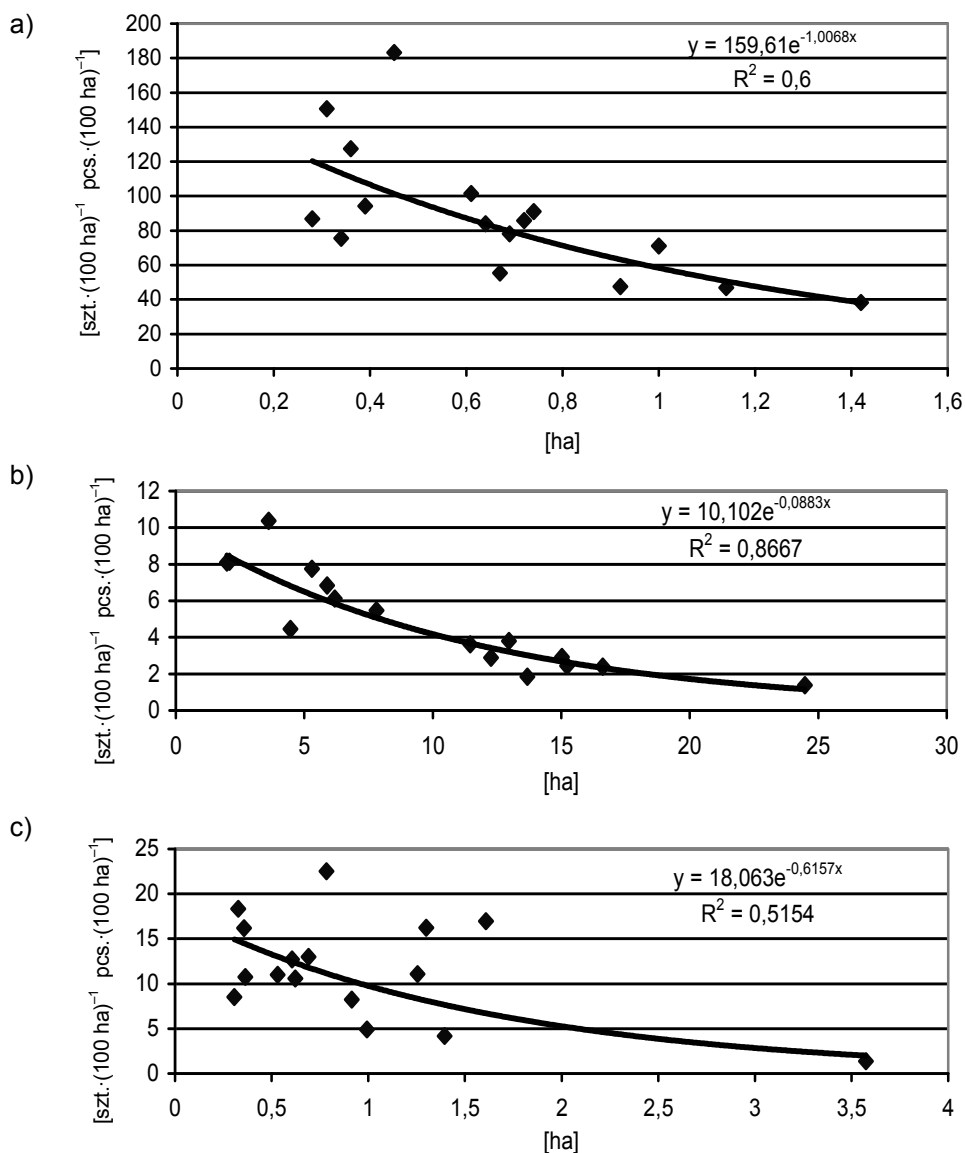 a)
[szt.·(100 ha)⁻¹ pcs.·(100 ha)⁻¹]
200
180
160
140
120
100
80
60
40
20
0
y = 159,61e^-1,0068x
R² = 0,6
0 0,2 0,4 0,6 0,8 1 1,2 1,4 1,6
[ha]
b)
[szt.·(100 ha)⁻¹ pcs.·(100 ha)⁻¹]
12
10
8
6
4
2
0
y = 10,102e^-0,0883x
R² = 0,8667
0 5 10 15 20 25 30
[ha]
c)
[szt.·(100 ha)⁻¹ pcs.·(100 ha)⁻¹]
25
20
15
10
5
0
y = 18,063e^-0,6157x
R² = 0,5154
0 0,5 1 1,5 2 2,5 3 3,5 4
[ha]